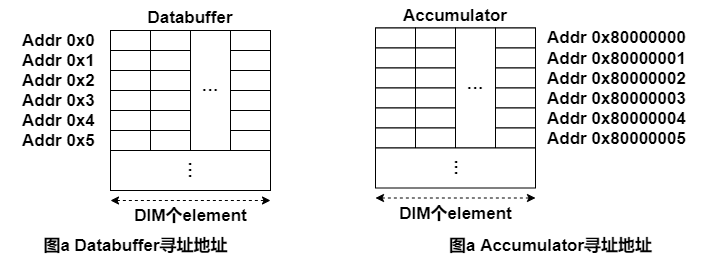 Databuffer
Addr 0x0
Addr 0x1
Addr 0x2
Addr 0x3
Addr 0x4
Addr 0x5
...
⋮
DIM个element
图a Databuffer寻址地址
Accumulator
Addr 0x80000000
Addr 0x80000001
Addr 0x80000002
Addr 0x80000003
Addr 0x80000004
Addr 0x80000005
...
⋮
DIM个element
图a Accumulator寻址地址